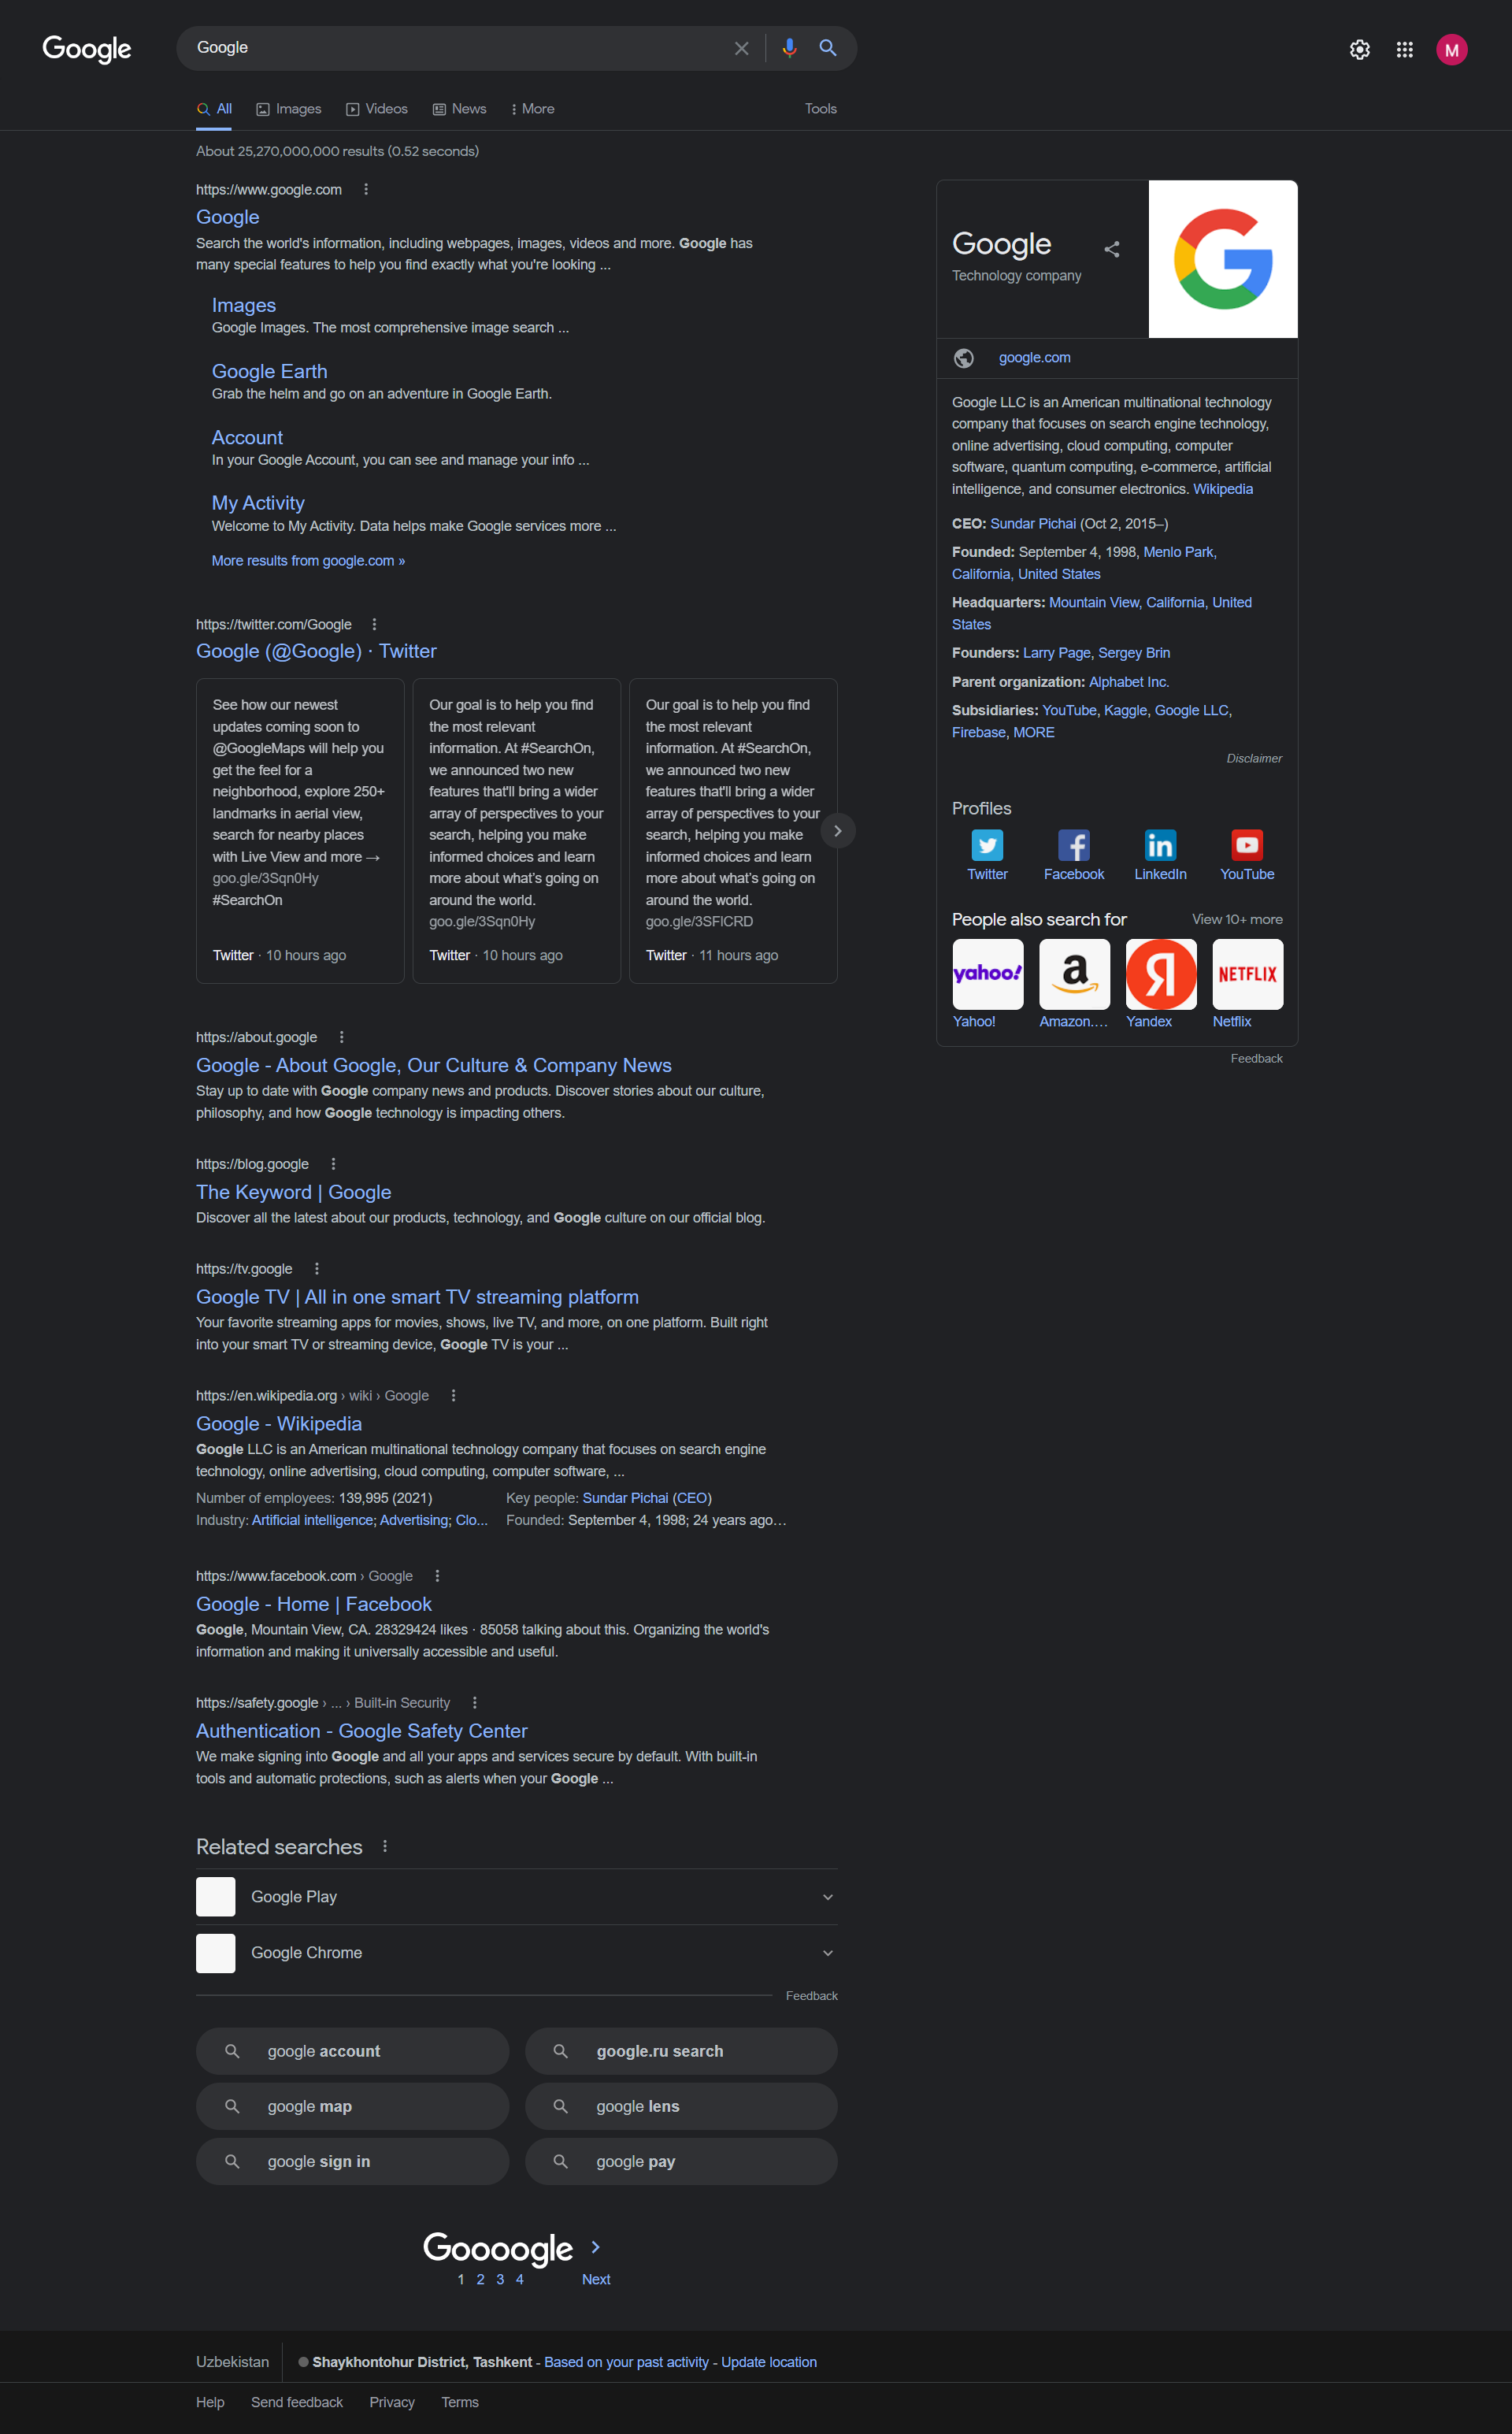 Google
Google
M
All
Images
Videos
News
More
Tools
About 25,270,000,000 results (0.52 seconds)
https://www.google.com
Google
Search the world's information, including webpages, images, videos and more. Google has
many special features to help you find exactly what you're looking ...
Images
Google Images. The most comprehensive image search ...
Google Earth
Grab the helm and go on an adventure in Google Earth.
Account
In your Google Account, you can see and manage your info ...
My Activity
Welcome to My Activity. Data helps make Google services more ...
More results from google.com »
https://twitter.com/Google
Google (@Google) · Twitter
See how our newest
updates coming soon to
@GoogleMaps will help you
get the feel for a
neighborhood, explore 250+
landmarks in aerial view,
search for nearby places
with Live View and more →
goo.gle/3Sqn0Hy
#SearchOn
Twitter · 10 hours ago
Our goal is to help you find
the most relevant
information. At #SearchOn,
we announced two new
features that'll bring a wider
array of perspectives to your
search, helping you make
informed choices and learn
more about what's going on
around the world.
goo.gle/3Sqn0Hy
Twitter · 10 hours ago
Our goal is to help you find
the most relevant
information. At #SearchOn,
we announced two new
features that'll bring a wider
array of perspectives to your
search, helping you make
informed choices and learn
more about what's going on
around the world.
goo.gle/3SFlCRD
Twitter · 11 hours ago
https://about.google
Google - About Google, Our Culture & Company News
Stay up to date with Google company news and products. Discover stories about our culture,
philosophy, and how Google technology is impacting others.
https://blog.google
The Keyword | Google
Discover all the latest about our products, technology, and Google culture on our official blog.
https://tv.google
Google TV | All in one smart TV streaming platform
Your favorite streaming apps for movies, shows, live TV, and more, on one platform. Built right
into your smart TV or streaming device, Google TV is your ...
https://en.wikipedia.org › wiki › Google
Google - Wikipedia
Google LLC is an American multinational technology company that focuses on search engine
technology, online advertising, cloud computing, computer software, ...
Number of employees: 139,995 (2021)
Key people: Sundar Pichai (CEO)
Industry: Artificial intelligence; Advertising; Clo...
Founded: September 4, 1998; 24 years ago...
https://www.facebook.com › Google
Google - Home | Facebook
Google, Mountain View, CA. 28329424 likes · 85058 talking about this. Organizing the world's
information and making it universally accessible and useful.
https://safety.google › ... › Built-in Security
Authentication - Google Safety Center
We make signing into Google and all your apps and services secure by default. With built-in
tools and automatic protections, such as alerts when your Google ...
Related searches
Google Play
Google Chrome
Feedback
google account
google.ru search
google map
google lens
google sign in
google pay
Goooogle
1 2 3 4 Next
Google
Technology company
G
google.com
Google LLC is an American multinational technology
company that focuses on search engine technology,
online advertising, cloud computing, computer
software, quantum computing, e-commerce, artificial
intelligence, and consumer electronics. Wikipedia
CEO: Sundar Pichai (Oct 2, 2015–)
Founded: September 4, 1998, Menlo Park,
California, United States
Headquarters: Mountain View, California, United
States
Founders: Larry Page, Sergey Brin
Parent organization: Alphabet Inc.
Subsidiaries: YouTube, Kaggle, Google LLC,
Firebase, MORE
Disclaimer
Profiles
f
in
Twitter
Facebook
LinkedIn
YouTube
People also search for
View 10+ more
yahoo!
a
Я
NETFLIX
Yahoo!
Amazon....
Yandex
Netflix
Feedback
Uzbekistan
Shaykhontohur District, Tashkent - Based on your past activity - Update location
Help
Send feedback
Privacy
Terms